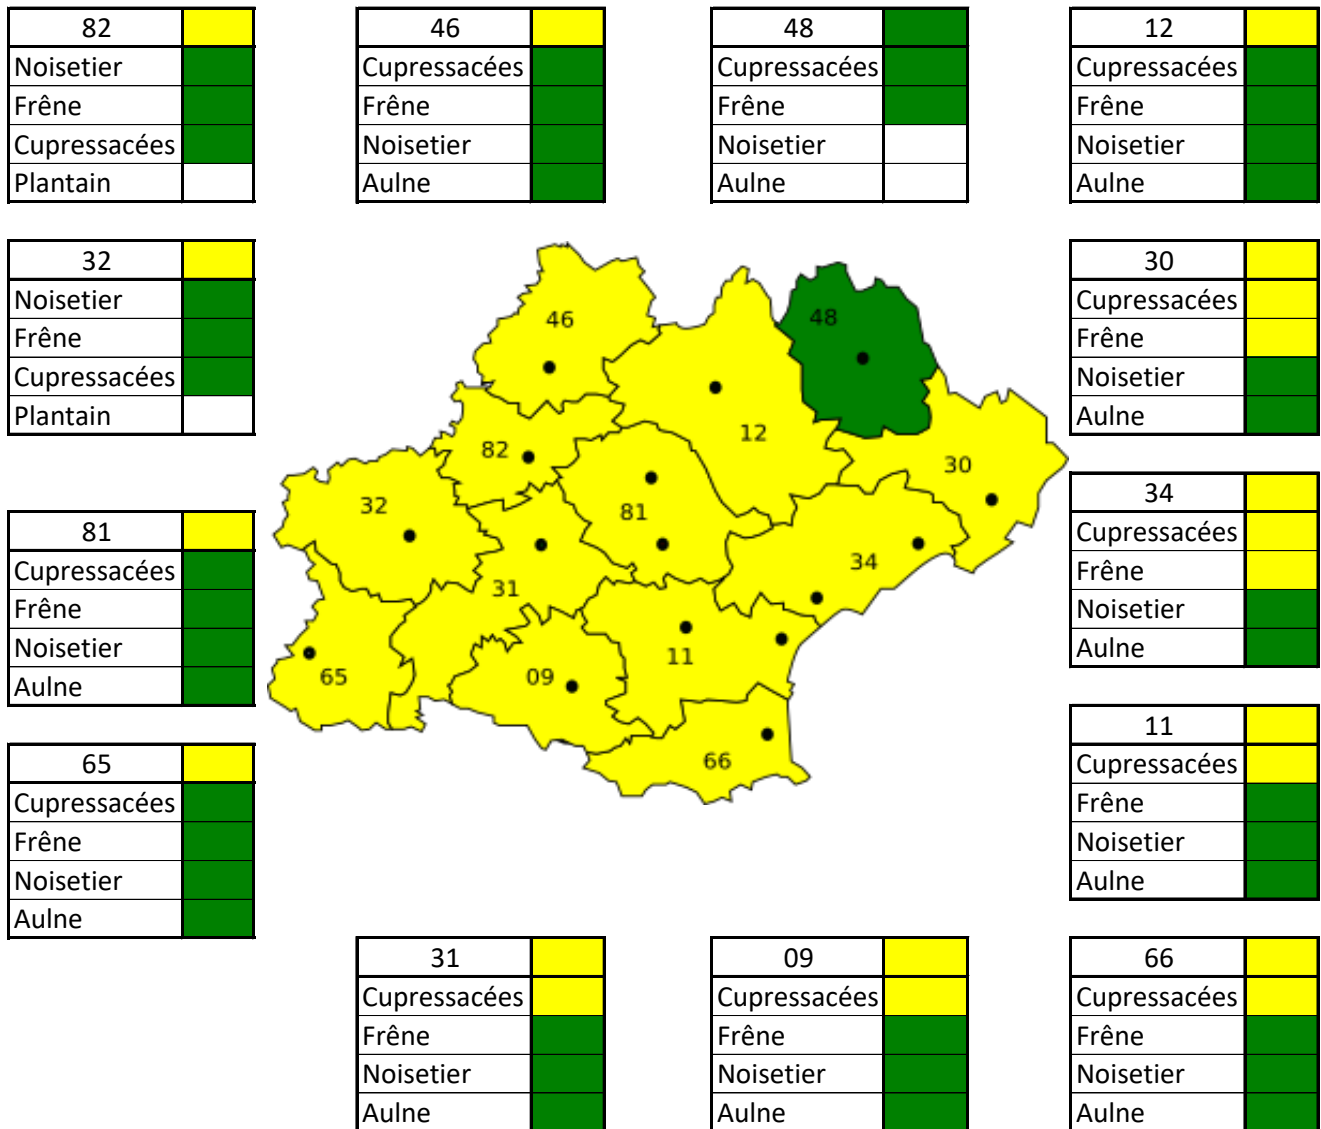 82
Noisetier
Frêne
Cupressacées
Plantain
46
Cupressacées
Frêne
Noisetier
Aulne
48
Cupressacées
Frêne
Noisetier
Aulne
12
Cupressacées
Frêne
Noisetier
Aulne
32
Noisetier
Frêne
Cupressacées
Plantain
30
Cupressacées
Frêne
Noisetier
Aulne
46
48
82
12
30
32
81
34
31
11
65
09
66
81
Cupressacées
Frêne
Noisetier
Aulne
34
Cupressacées
Frêne
Noisetier
Aulne
65
Cupressacées
Frêne
Noisetier
Aulne
11
Cupressacées
Frêne
Noisetier
Aulne
31
Cupressacées
Frêne
Noisetier
Aulne
09
Cupressacées
Frêne
Noisetier
Aulne
66
Cupressacées
Frêne
Noisetier
Aulne